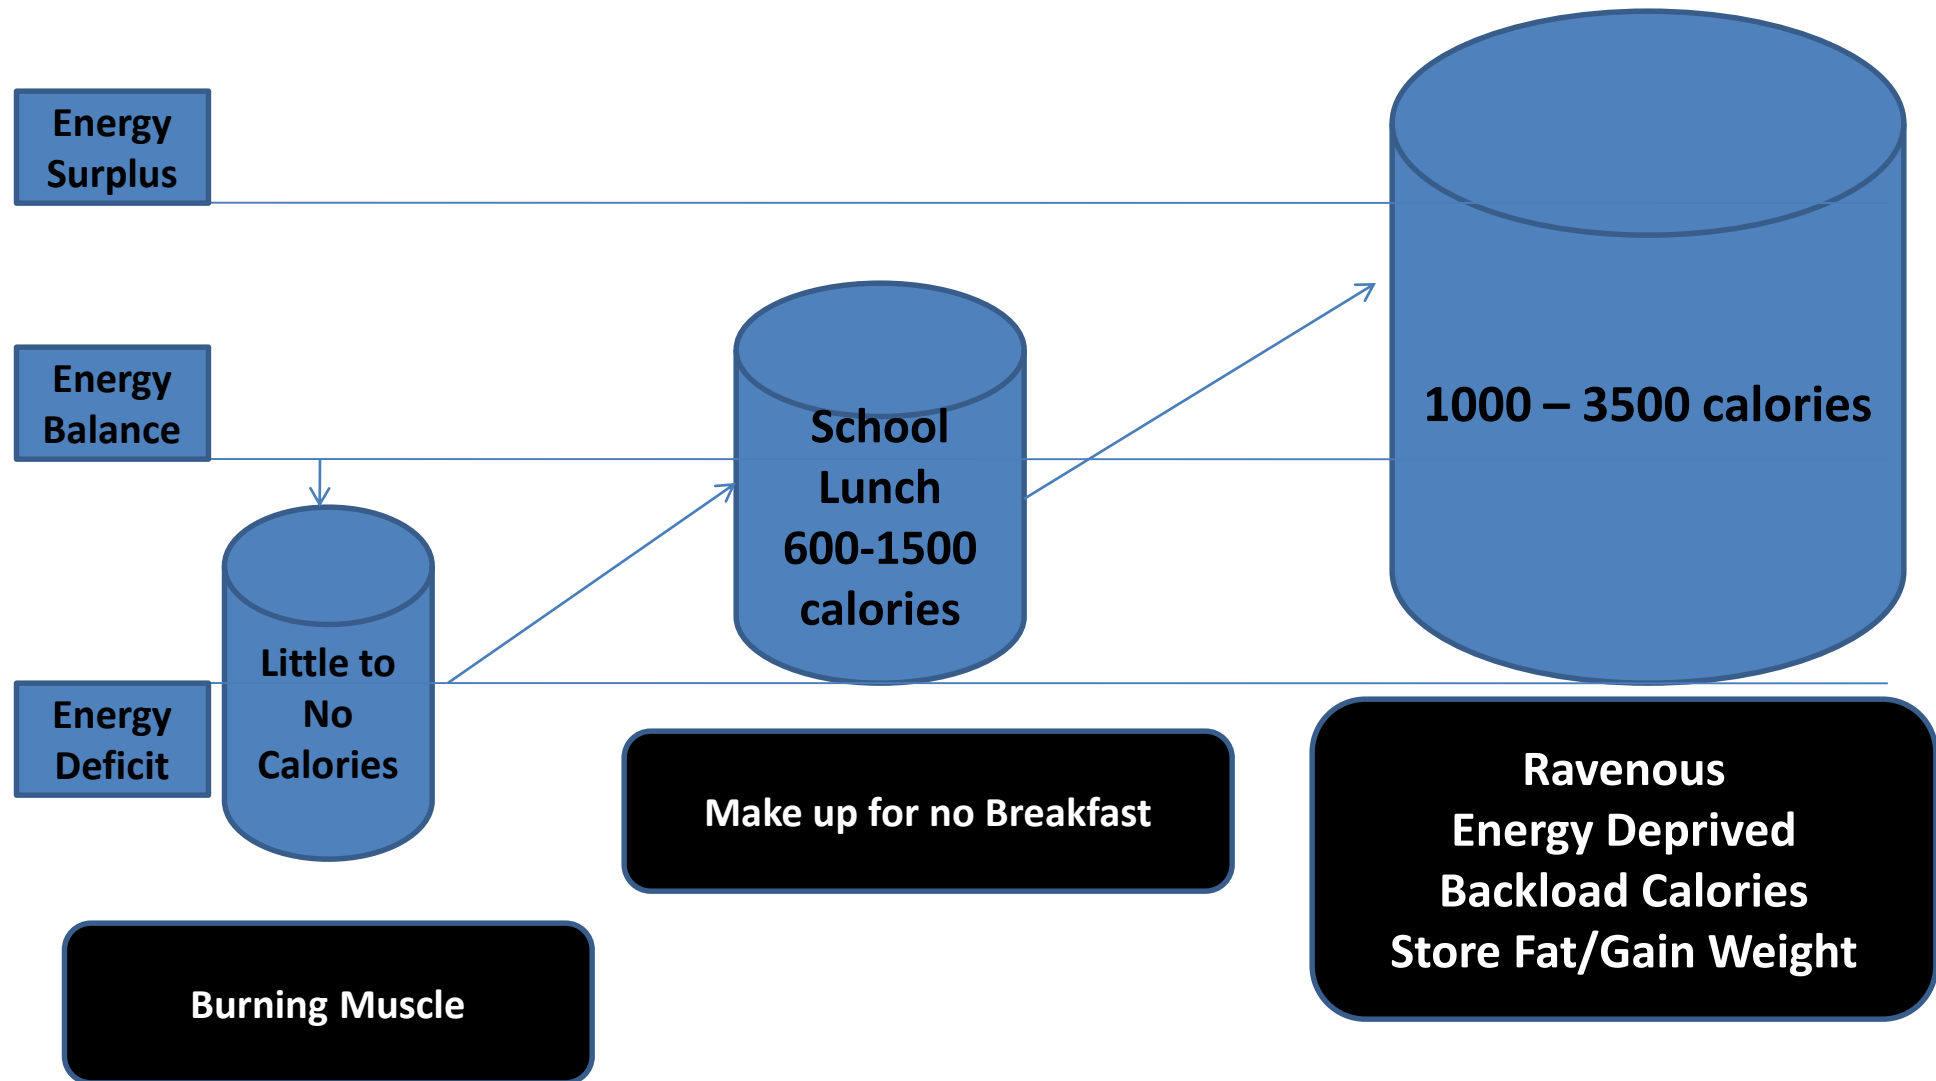 Energy
Surplus
Energy
Balance
Energy
Deficit
Little to
No
Calories
School
Lunch
600-1500
calories
1000 – 3500 calories
Burning Muscle
Make up for no Breakfast
Ravenous
Energy Deprived
Backload Calories
Store Fat/Gain Weight